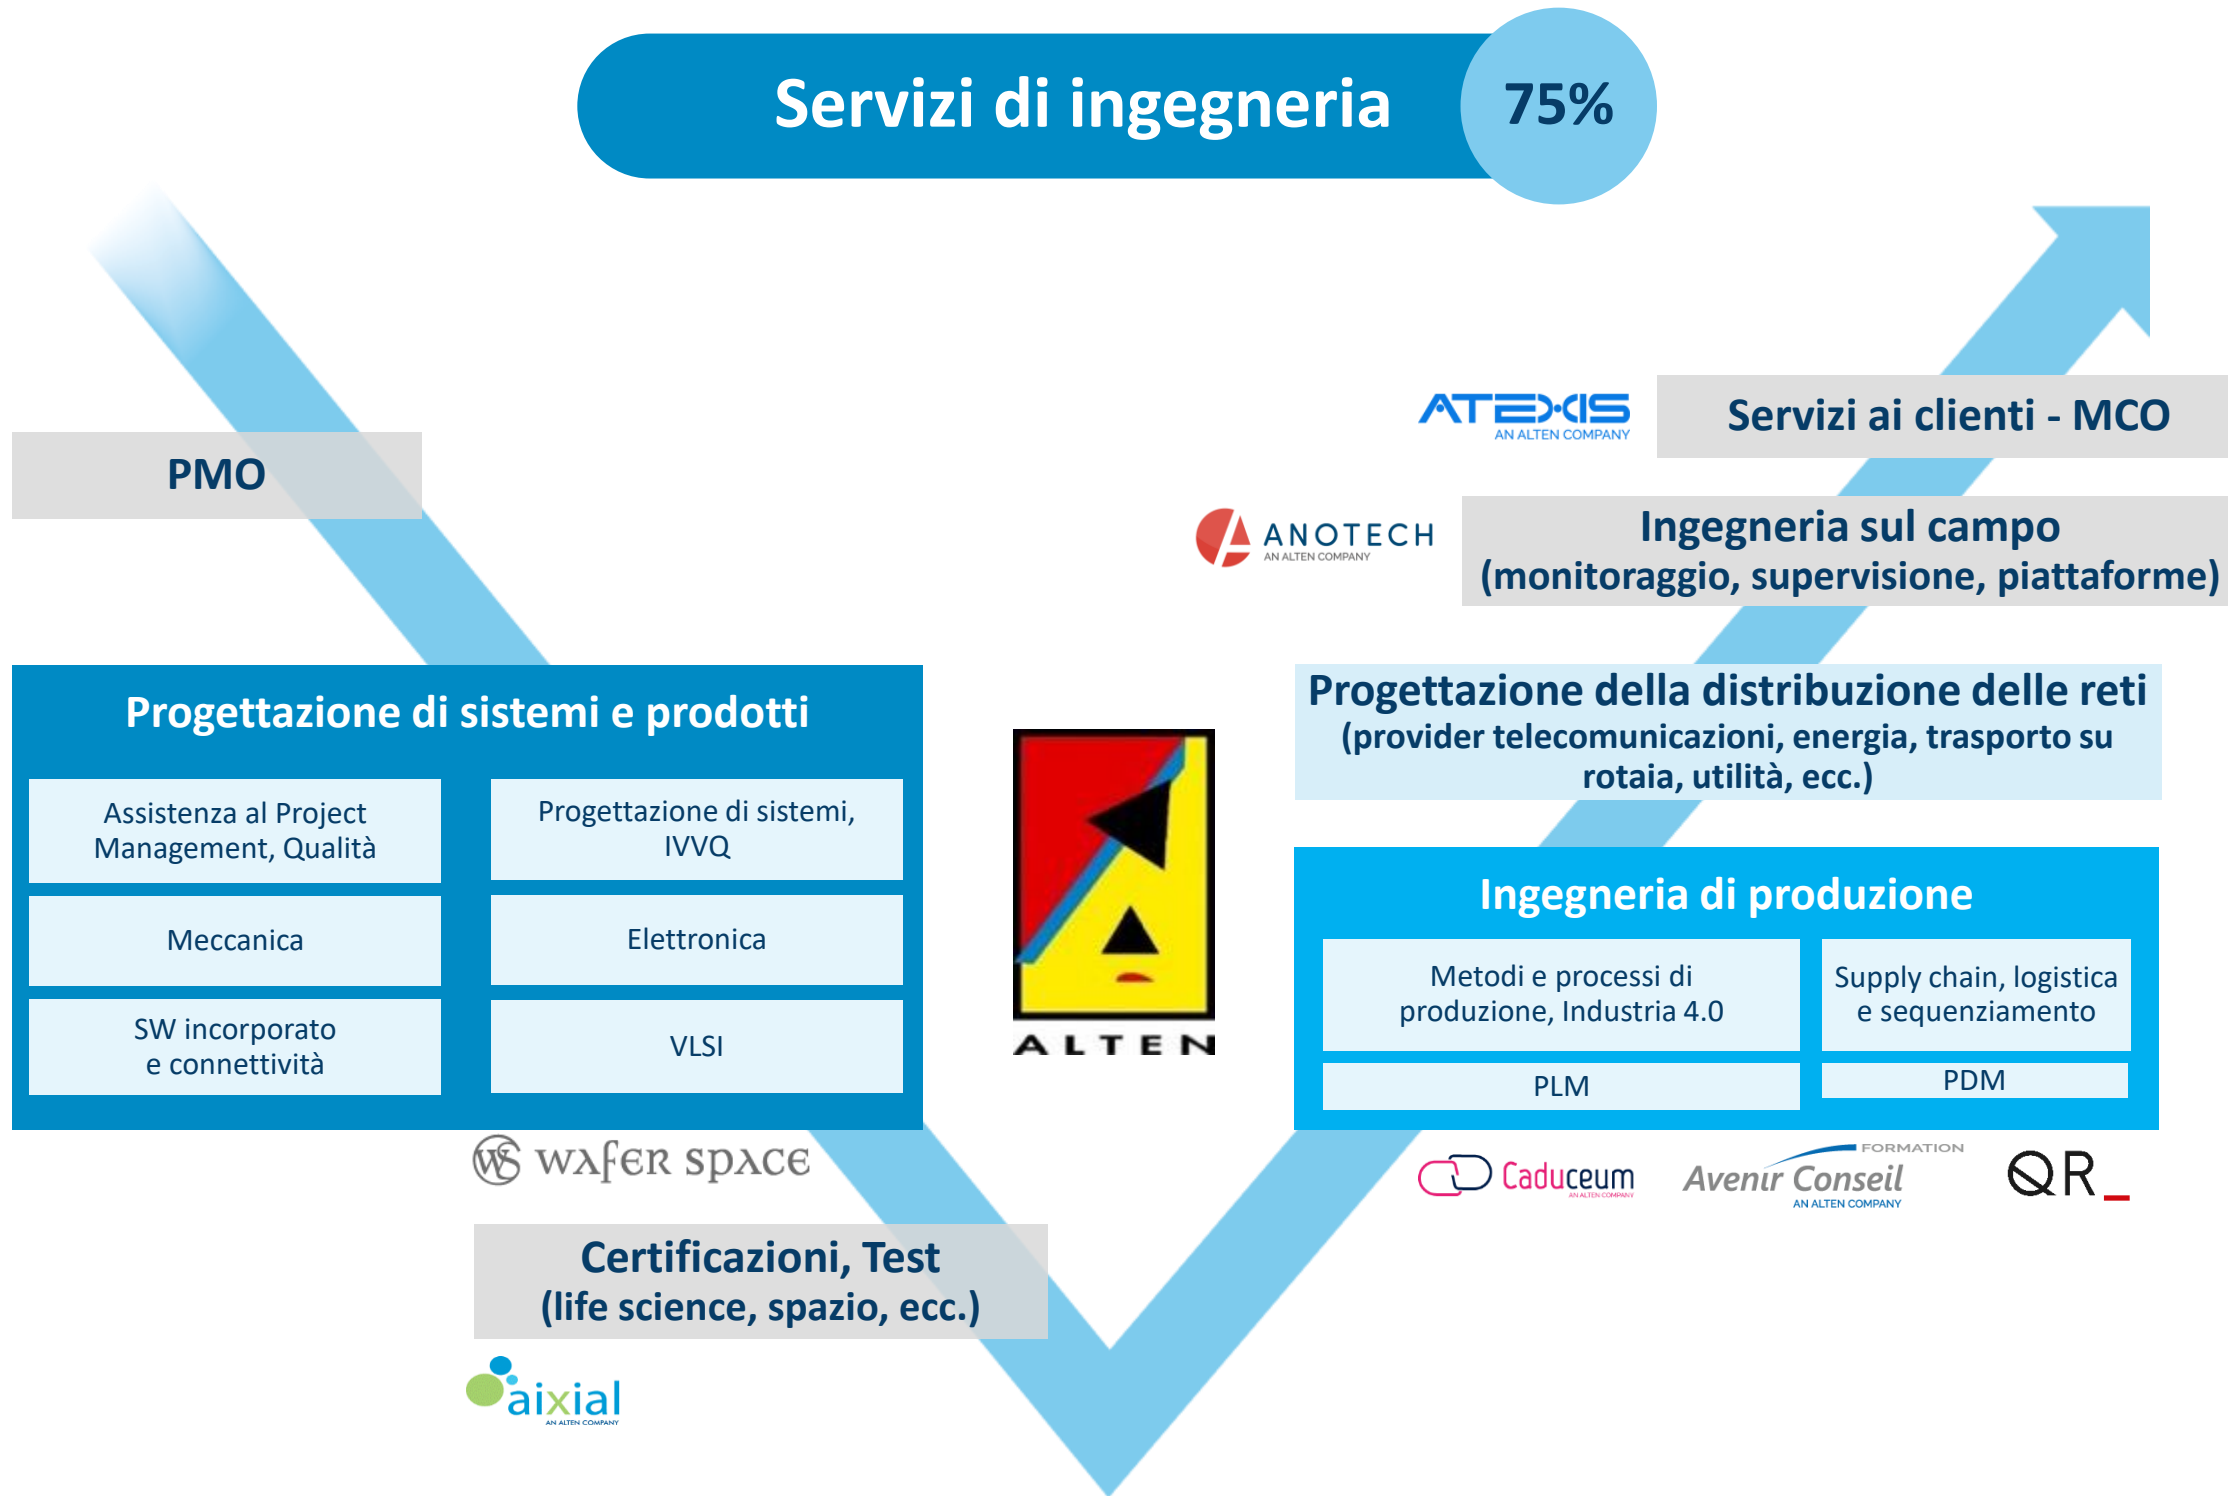 Servizi di ingegneria
75%
PMO
ATEXIS
AN ALTEN COMPANY
Servizi ai clienti - MCO
ANOTECH
AN ALTEN COMPANY
Ingegneria sul campo
(monitoraggio, supervisione, piattaforme)
Progettazione di sistemi e prodotti
Assistenza al Project
Management, Qualità
Progettazione di sistemi,
IVVQ
Meccanica
Elettronica
SW incorporato
e connettività
VLSI
ALTEN
Progettazione della distribuzione delle reti
(provider telecomunicazioni, energia, trasporto su
rotaia, utilità, ecc.)
Ingegneria di produzione
Metodi e processi di
produzione, Industria 4.0
Supply chain, logistica
e sequenziamento
PLM
PDM
WS WAFER SPACE
Caduceum
AN ALTEN COMPANY
FORMATION
Avenir Conseil
AN ALTEN COMPANY
QR_
Certificazioni, Test
(life science, spazio, ecc.)
aixial
AN ALTEN COMPANY